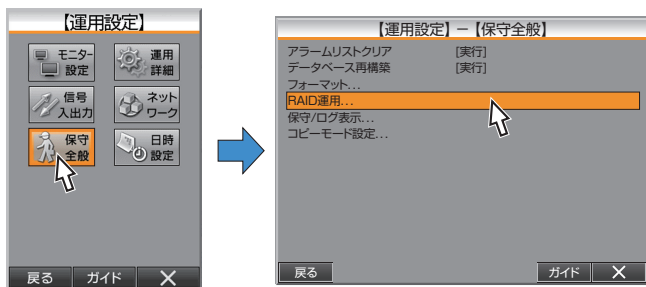 【運用設定】
モニター
設定
運用
詳細
信号
入出力
ネット
ワーク
保守
全般
日時
設定
戻る ガイド ×
【運用設定】－【保守全般】
アラームリストクリア [実行]
データベース再構築 [実行]
フォーマット...
RAID運用...
保守/ログ表示...
コピーモード設定...
戻る ガイド ×